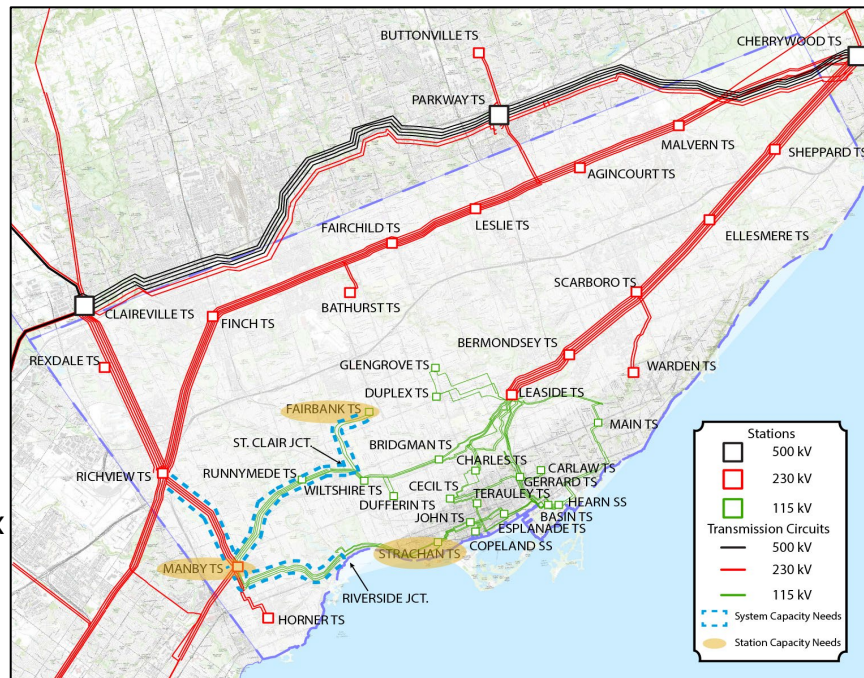 BUTTONVILLE TS
CHERRYWOOD TS
PARKWAY TS
MALVERN TS
SHEPPARD TS
AGINCOURT TS
LESLIE TS
FAIRCHILD TS
ELLESMERE TS
SCARBORO TS
BATHURST TS
CLAIREVILLE TS
FINCH TS
BERMONDSEY TS
REXDALE TS
GLENGROVE TS
WARDEN TS
DUPLEX TS
LEASIDE TS
FAIRBANK TS
MAIN TS
ST. CLAIR JCT.
BRIDGMAN TS
RICHVIEW TS
RUNNYMEDE TS
CHARLES TS
CARLAW TS
WILTSHIRE TS
CECIL TS
GERRARD TS
DUFFERIN TS
TERAULEY TS
HEARN SS
JOHN TS
BASIN TS
ESPLANADE TS
STRACHAN TS
COPELAND SS
MANBY TS
RIVERSIDE JCT.
HORNER TS
X
Stations
500 kV
230 kV
115 kV
Transmission Circuits
500 kV
230 kV
115 kV
System Capacity Needs
Station Capacity Needs